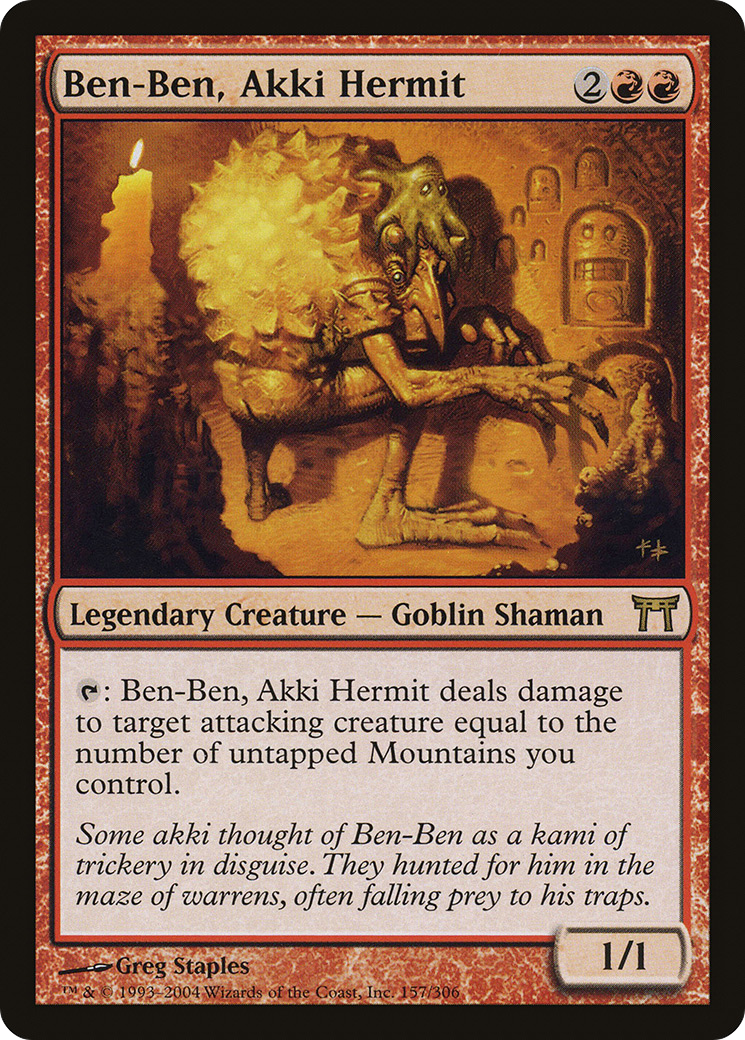 Ben-Ben, Akki Hermit 2
Legendary Creature — Goblin Shaman
: Ben-Ben, Akki Hermit deals damage
to target attacking creature equal to the
number of untapped Mountains you
control.
Some akki thought of Ben-Ben as a kami of
trickery in disguise. They hunted for him in the
maze of warrens, often falling prey to his traps.
1/1
Greg Staples
™ & © 1993–2004 Wizards of the Coast, Inc. 157/306